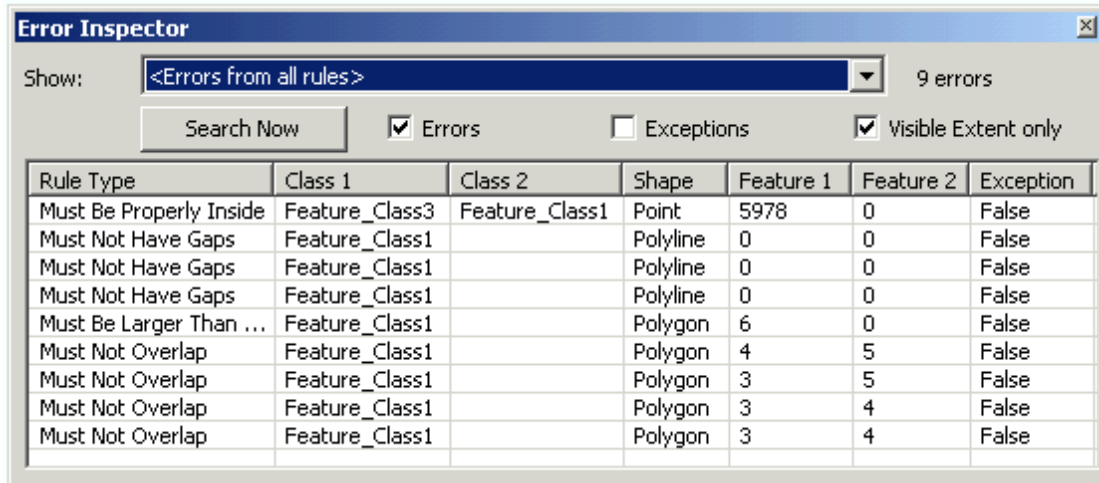 Error Inspector
Show: <Errors from all rules> 9 errors
Search Now Errors Exceptions Visible Extent only
Rule Type Class 1 Class 2 Shape Feature 1 Feature 2 Exception
Must Be Properly Inside Feature_Class3 Feature_Class1 Point 5978 0 False
Must Not Have Gaps Feature_Class1 Polyline 0 0 False
Must Not Have Gaps Feature_Class1 Polyline 0 0 False
Must Not Have Gaps Feature_Class1 Polyline 0 0 False
Must Be Larger Than ... Feature_Class1 Polygon 6 0 False
Must Not Overlap Feature_Class1 Polygon 4 5 False
Must Not Overlap Feature_Class1 Polygon 3 5 False
Must Not Overlap Feature_Class1 Polygon 3 4 False
Must Not Overlap Feature_Class1 Polygon 3 4 False